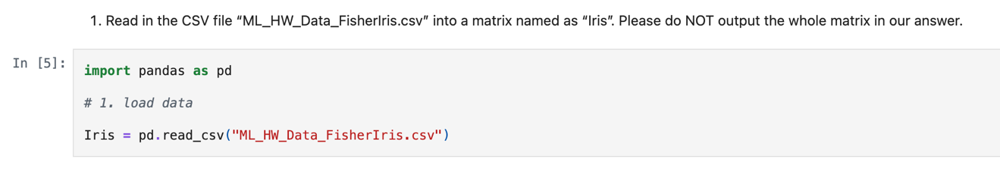 1. Read in the CSV file “ML_HW_Data_FisherIris.csv” into a matrix named as “Iris”. Please do NOT output the whole matrix in our answer.
In [5]:
import pandas as pd
# 1. load data
Iris = pd.read_csv("ML_HW_Data_FisherIris.csv")